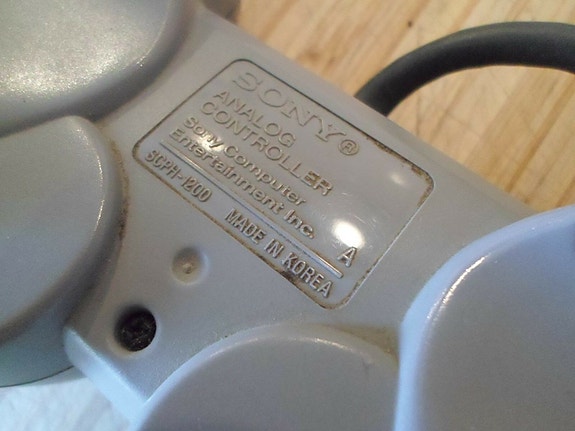 SONY®
ANALOG
CONTROLLER
Sony Computer
Entertainment Inc. A
SCPH-1200 MADE IN KOREA